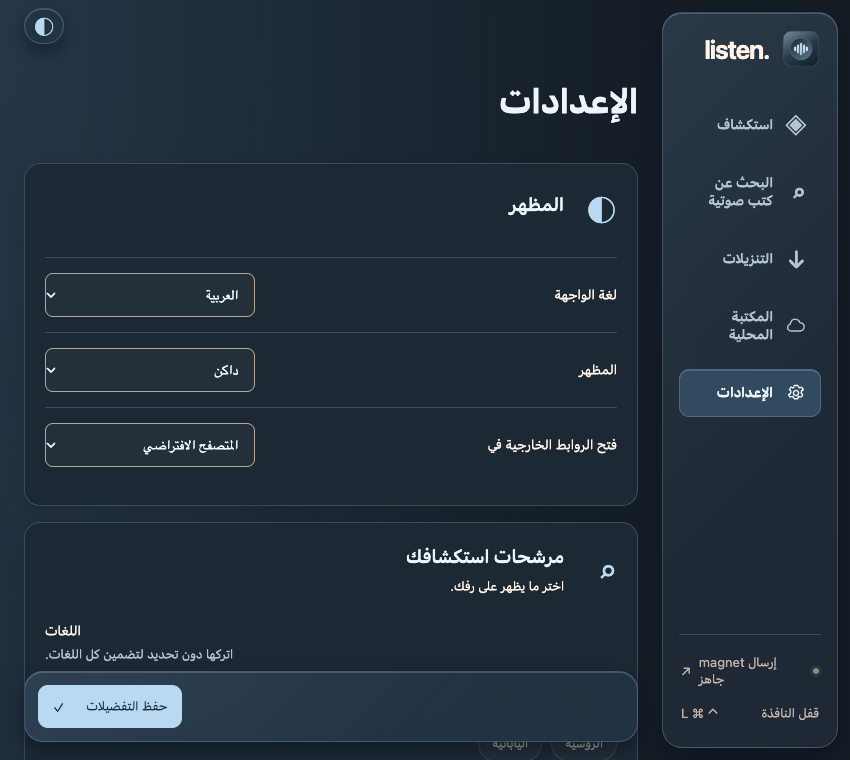 listen.
استكشاف
البحث عن
كتب صوتية
التنزيلات
المكتبة
المحلية
الإعدادات
إرسال magnet
جاهز
قفل النافذة
L ⌘ ^
الإعدادات
المظهر
لغة الواجهة
العربية
المظهر
داكن
فتح الروابط الخارجية في
المتصفح الافتراضي
مرشحات استكشافك
اختر ما يظهر على رفك.
اللغات
اتركها دون تحديد لتضمين كل اللغات.
حفظ التفضيلات
الروسية
اليابانية